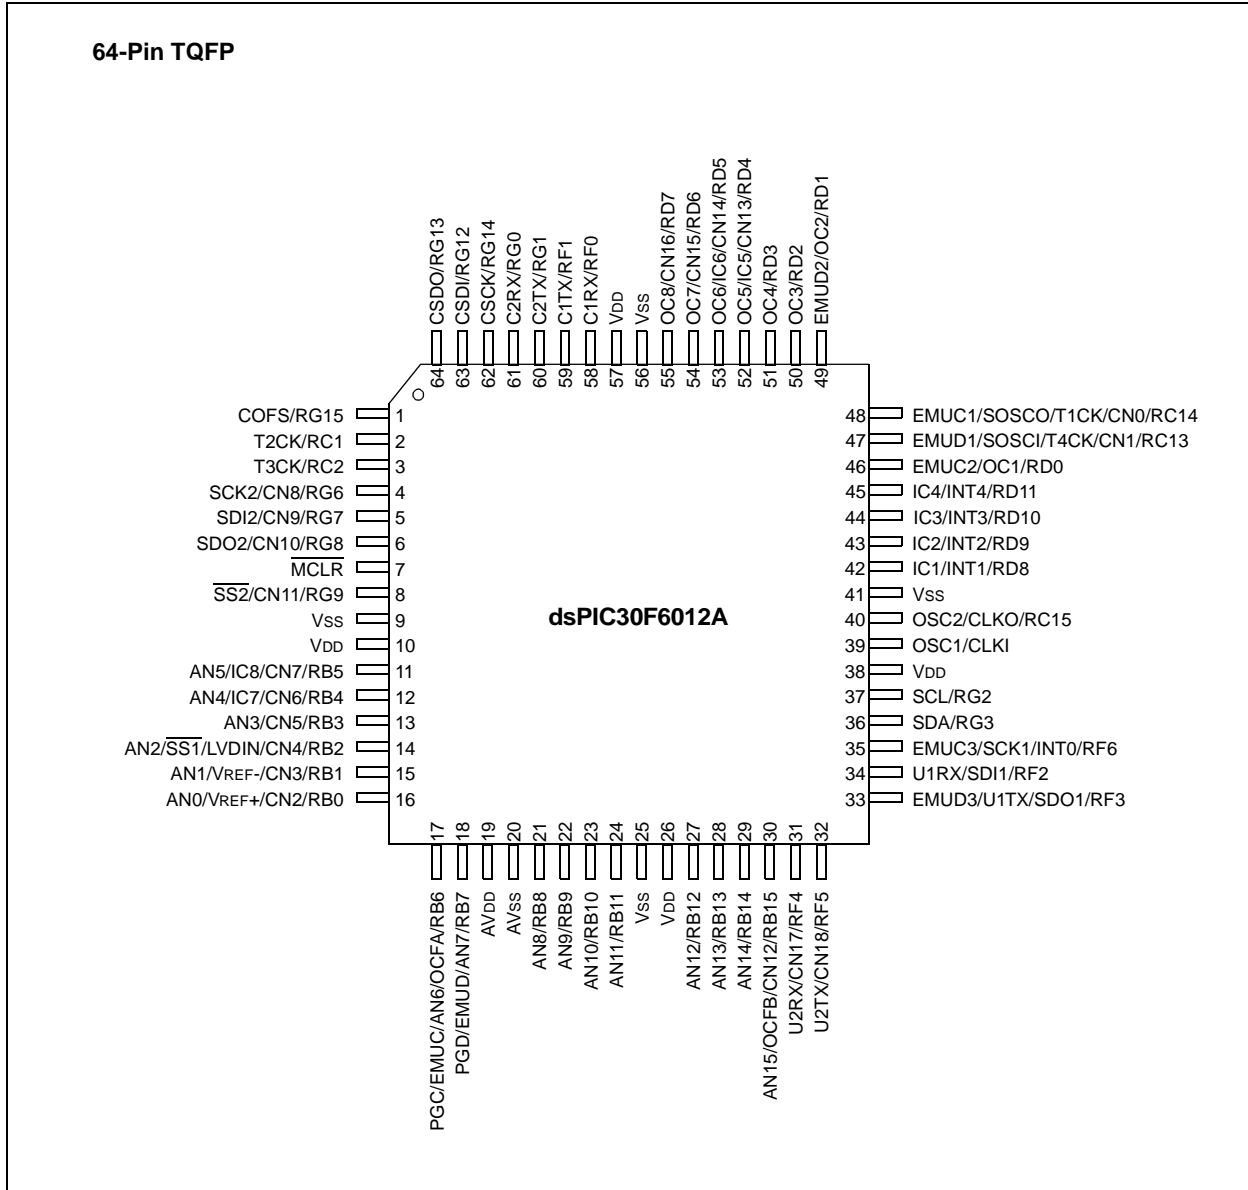 64-Pin TQFP
CSDO/RG13
CSDI/RG12
CSCK/RG14
C2RX/RG0
C2TX/RG1
C1TX/RF1
C1RX/RF0
VDD
VSS
OC8/CN16/RD7
OC7/CN15/RD6
OC6/IC6/CN14/RD5
OC5/IC5/CN13/RD4
OC4/RD3
OC3/RD2
EMUD2/OC2/RD1
64 63 62 61 60 59 58 57 56 55 54 53 52 51 50 49
COFS/RG15 1
T2CK/RC1 2
T3CK/RC2 3
SCK2/CN8/RG6 4
SDI2/CN9/RG7 5
SDO2/CN10/RG8 6
MCLR 7
SS2/CN11/RG9 8
VSS 9
VDD 10
AN5/IC8/CN7/RB5 11
AN4/IC7/CN6/RB4 12
AN3/CN5/RB3 13
AN2/SS1/LVDIN/CN4/RB2 14
AN1/VREF-/CN3/RB1 15
AN0/VREF+/CN2/RB0 16
dsPIC30F6012A
48 EMUC1/SOSCO/T1CK/CN0/RC14
47 EMUD1/SOSCI/T4CK/CN1/RC13
46 EMUC2/OC1/RD0
45 IC4/INT4/RD11
44 IC3/INT3/RD10
43 IC2/INT2/RD9
42 IC1/INT1/RD8
41 VSS
40 OSC2/CLKO/RC15
39 OSC1/CLKI
38 VDD
37 SCL/RG2
36 SDA/RG3
35 EMUC3/SCK1/INT0/RF6
34 U1RX/SDI1/RF2
33 EMUD3/U1TX/SDO1/RF3
17 18 19 20 21 22 23 24 25 26 27 28 29 30 31 32
PGC/EMUC/AN6/OCFA/RB6
PGD/EMUD/AN7/RB7
AVDD
AVSS
AN8/RB8
AN9/RB9
AN10/RB10
AN11/RB11
VSS
VDD
AN12/RB12
AN13/RB13
AN14/RB14
AN15/OCFB/CN12/RB15
U2RX/CN17/RF4
U2TX/CN18/RF5